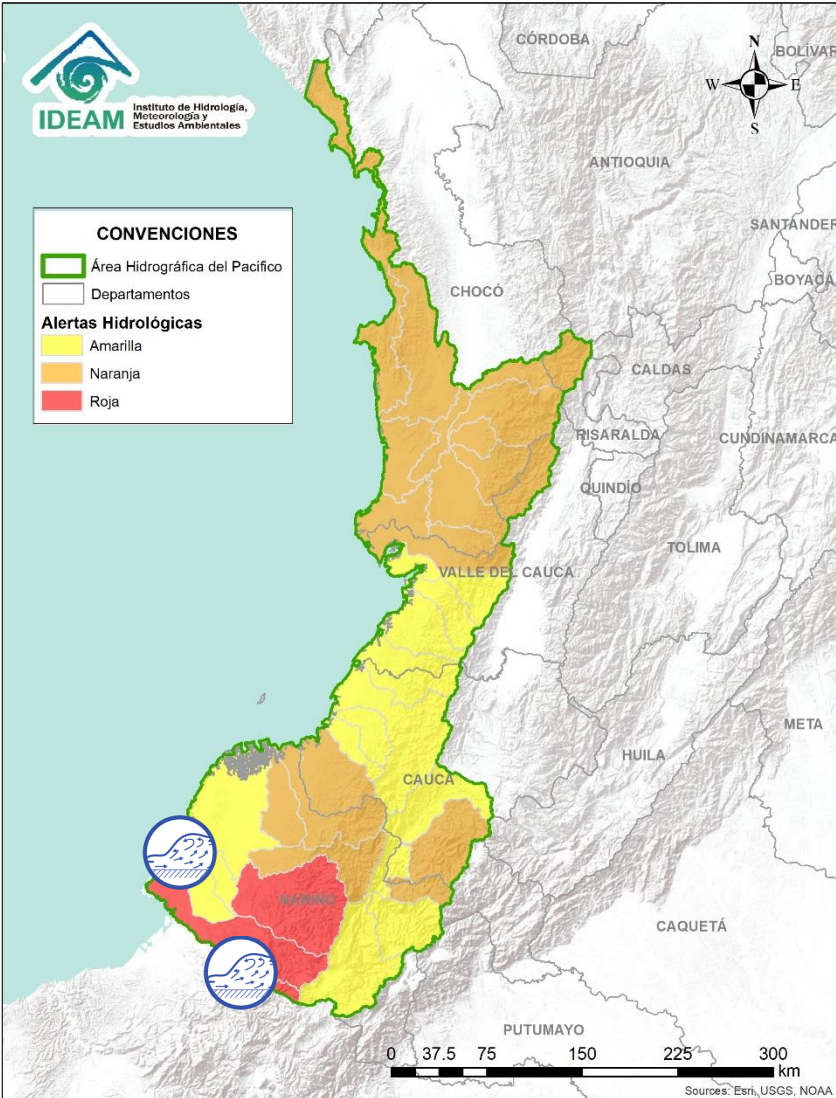 IDEAM
Instituto de Hidrología,
Meteorología y
Estudios Ambientales
CÓRDOBA
BOLÍVAR
N
W
E
S
ANTIOQUIA
SANTANDER
BOYACÁ
CONVENCIONES
Área Hidrográfica del Pacifico
Departamentos
Alertas Hidrológicas
Amarilla
Naranja
Roja
CHOCÓ
CALDAS
RISARALDA
CUNDINAMARCA
QUINDÍO
TOLIMA
VALLE DEL CAUCA
META
HUILA
CAUCA
NARIÑO
CAQUETÁ
PUTUMAYO
0 37.5 75 150 225 300
km
Sources: Esri, USGS, NOAA